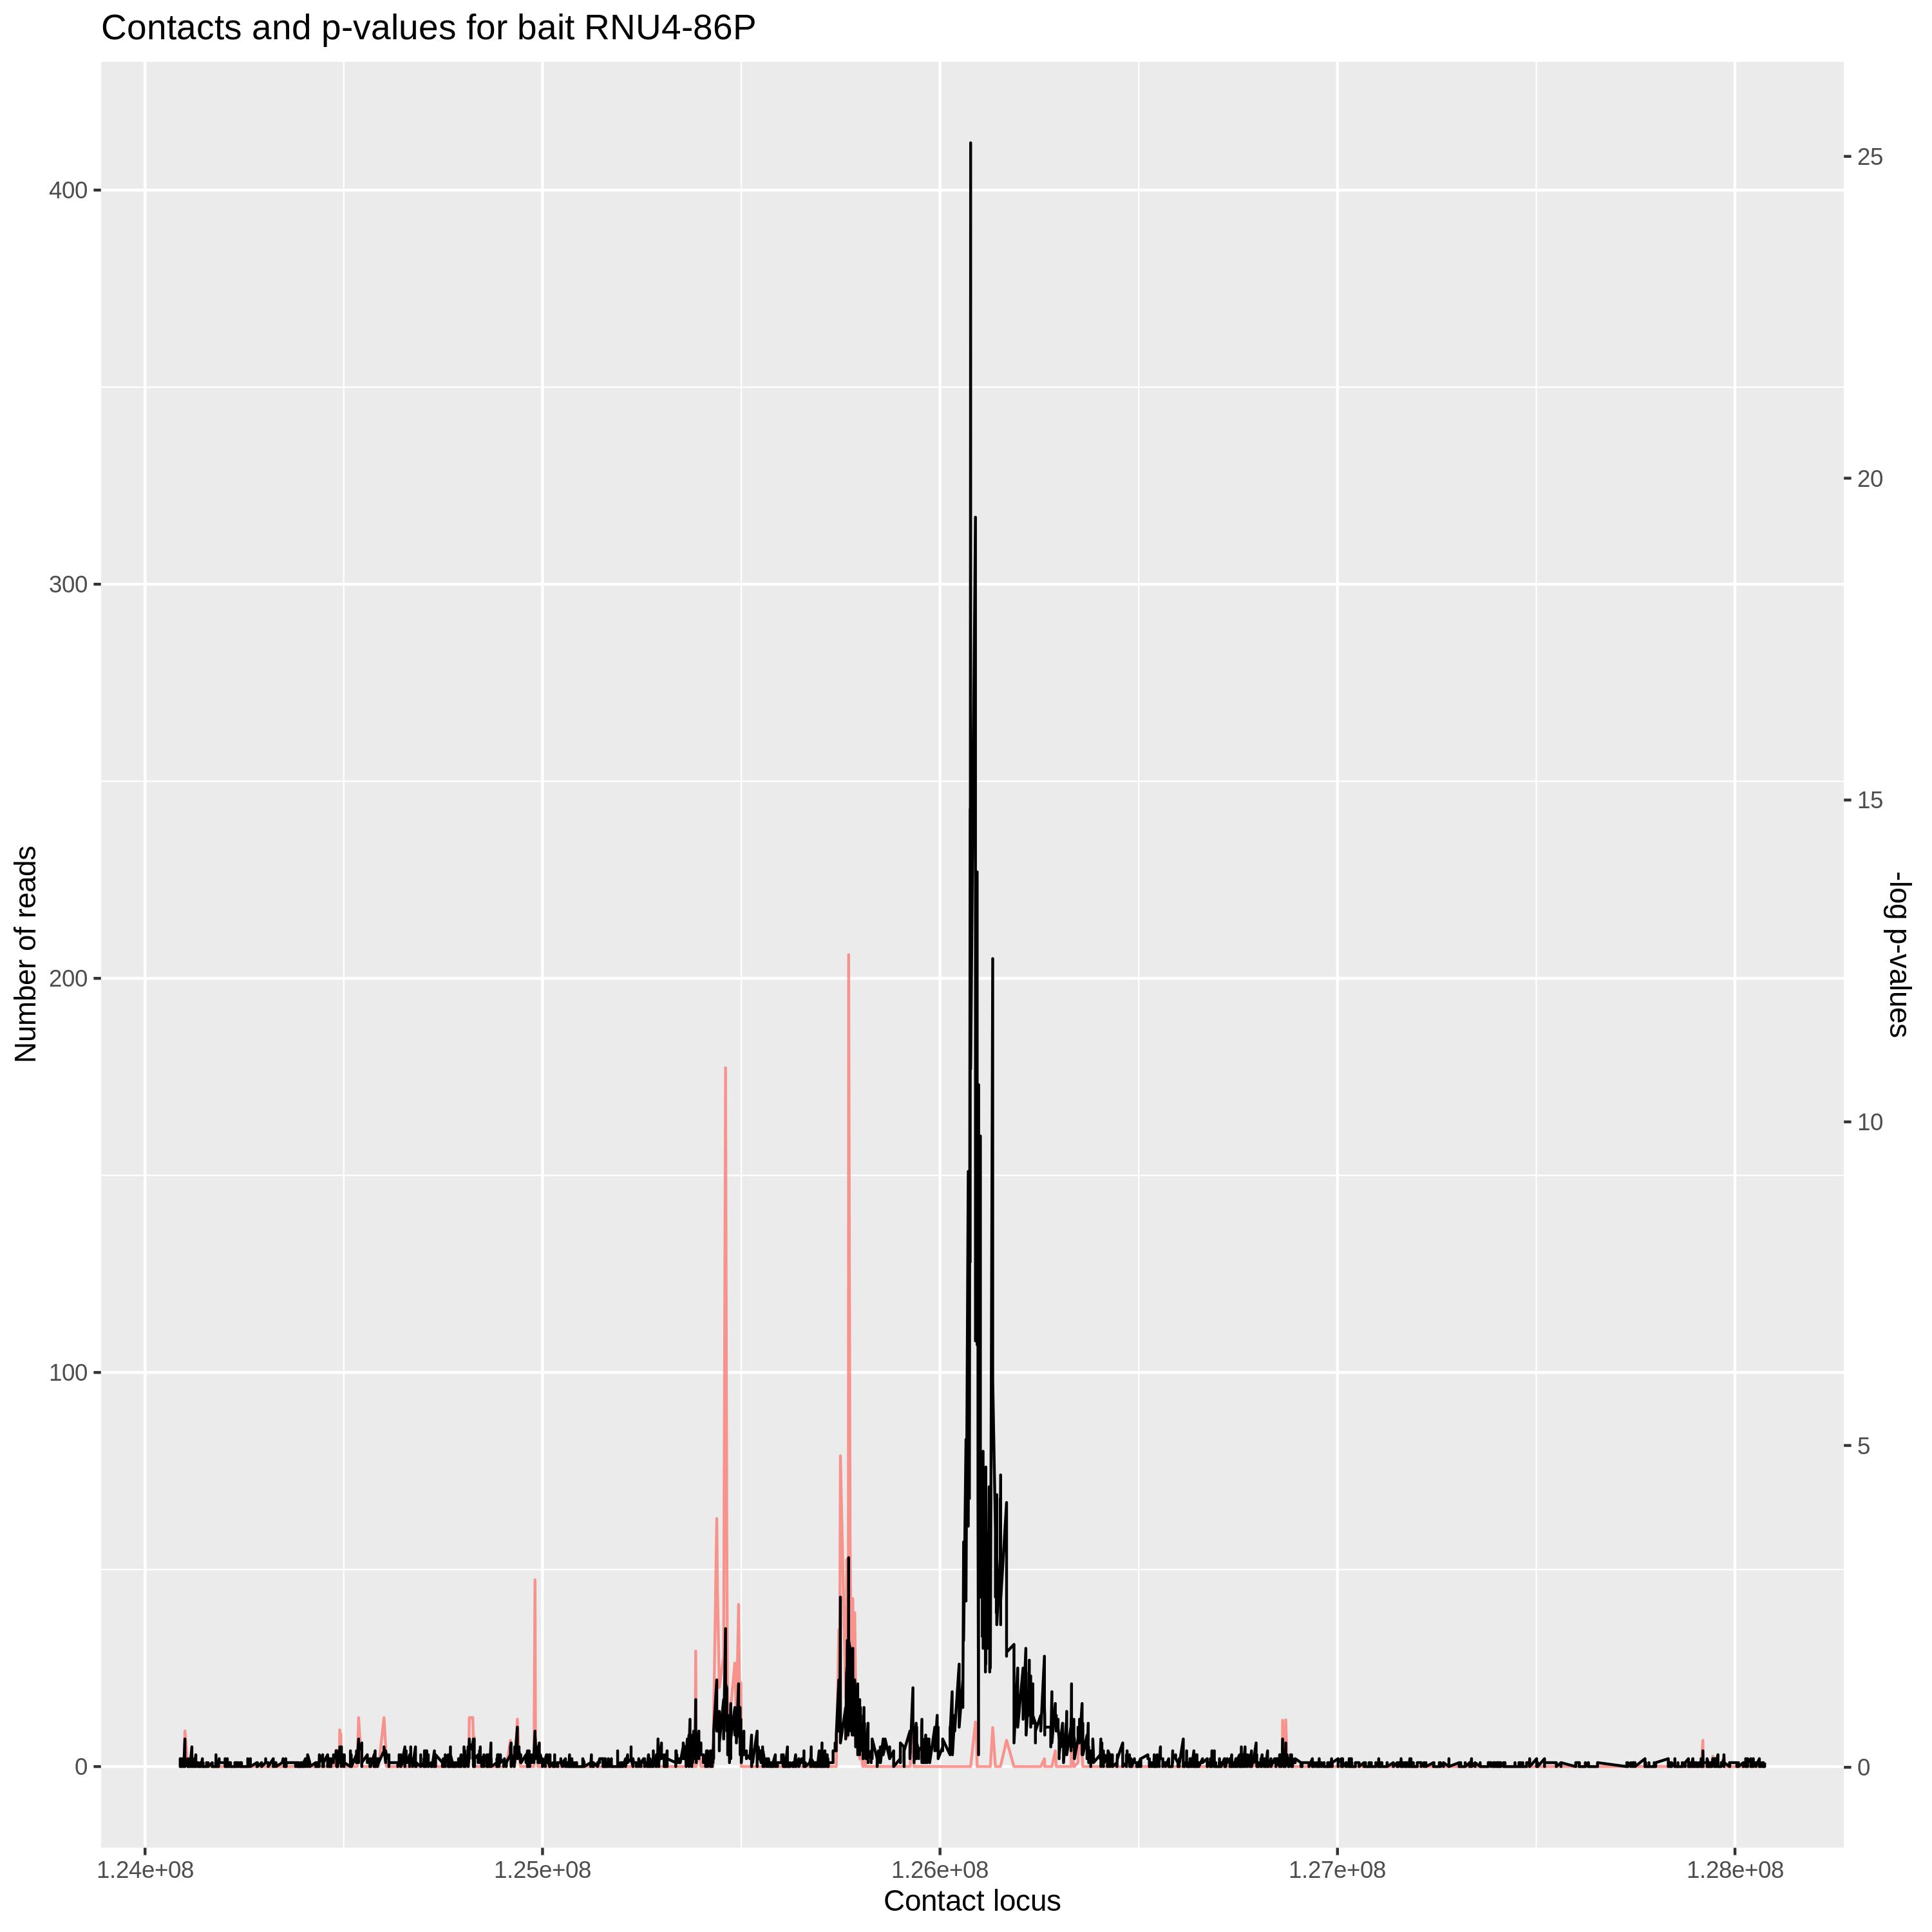 Contacts and p-values for bait RNU4-86P
400
300
200
100
0
Number of reads
25
20
15
10
5
0
-log p-values
1.24e+08
1.25e+08
1.26e+08
1.27e+08
1.28e+08
Contact locus